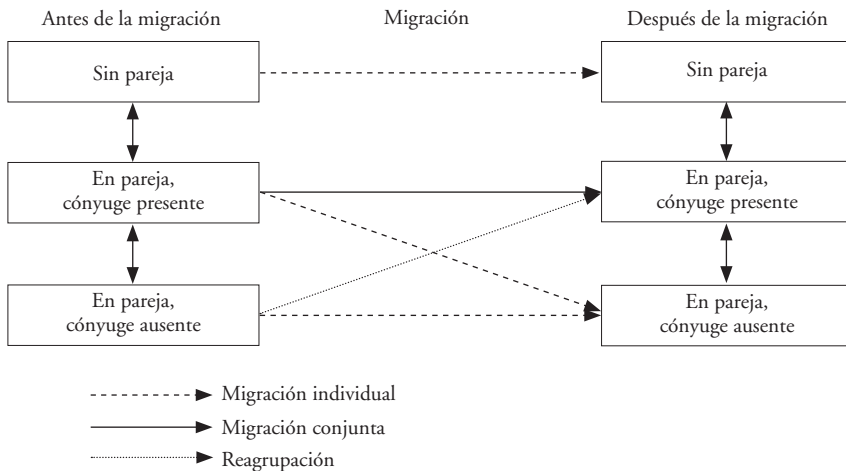 Antes de la migración
Migración
Después de la migración
Sin pareja
Sin pareja
En pareja,
cónyuge presente
En pareja,
cónyuge presente
En pareja,
cónyuge ausente
En pareja,
cónyuge ausente
Migración individual
Migración conjunta
Reagrupación